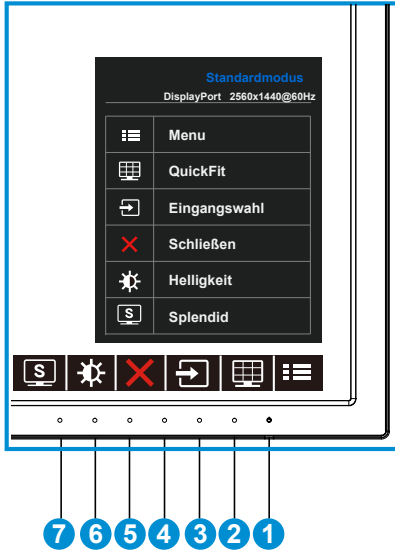 Standardmodus
DisplayPort 2560x1440@60Hz
Menu
QuickFit
Eingangswahl
Schließen
Helligkeit
S Splendid
S
7 6 5 4 3 2 1